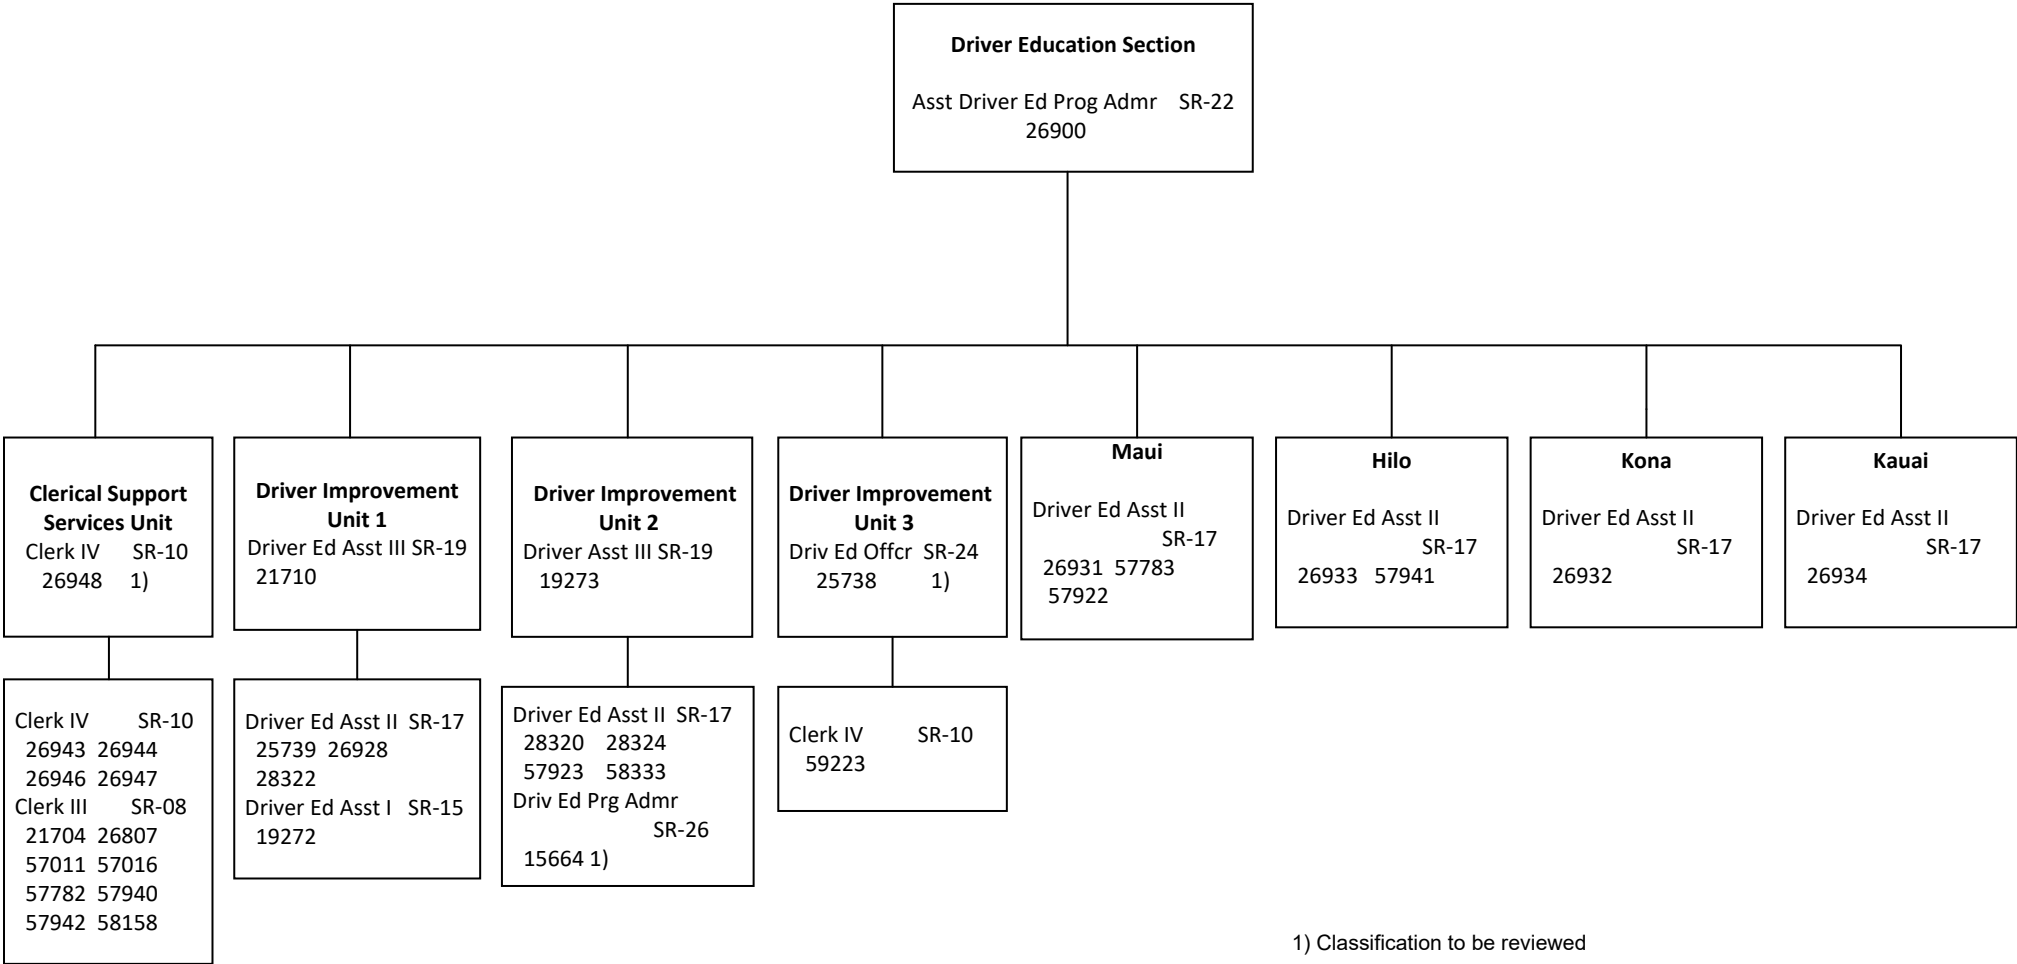 Driver Education Section
Asst Driver Ed Prog Admr SR-22
26900
Clerical Support
Services Unit
Clerk IV SR-10
26948 1)
Driver Improvement
Unit 1
Driver Ed Asst III SR-19
21710
Driver Improvement
Unit 2
Driver Asst III SR-19
19273
Driver Improvement
Unit 3
Driv Ed Offcr SR-24
25738 1)
Maui
Driver Ed Asst II
SR-17
26931 57783
57922
Hilo
Driver Ed Asst II
SR-17
26933 57941
Kona
Driver Ed Asst II
SR-17
26932
Kauai
Driver Ed Asst II
SR-17
26934
Clerk IV SR-10
26943 26944
26946 26947
Clerk III SR-08
21704 26807
57011 57016
57782 57940
57942 58158
Driver Ed Asst II SR-17
25739 26928
28322
Driver Ed Asst I SR-15
19272
Driver Ed Asst II SR-17
28320 28324
57923 58333
Driv Ed Prg Admr
SR-26
15664 1)
Clerk IV SR-10
59223
1) Classification to be reviewed